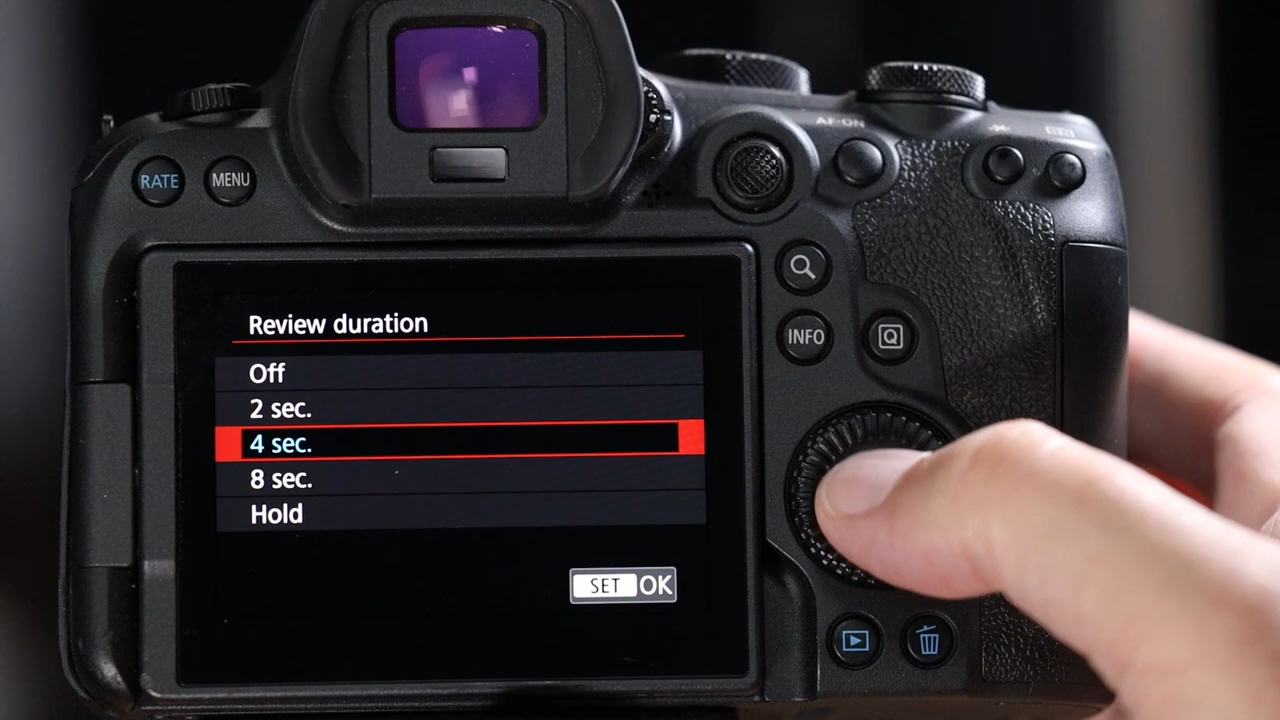 AF-ON
RATE
MENU
INFO
Q
Review duration
Off
2 sec.
4 sec.
8 sec.
Hold
SET OK